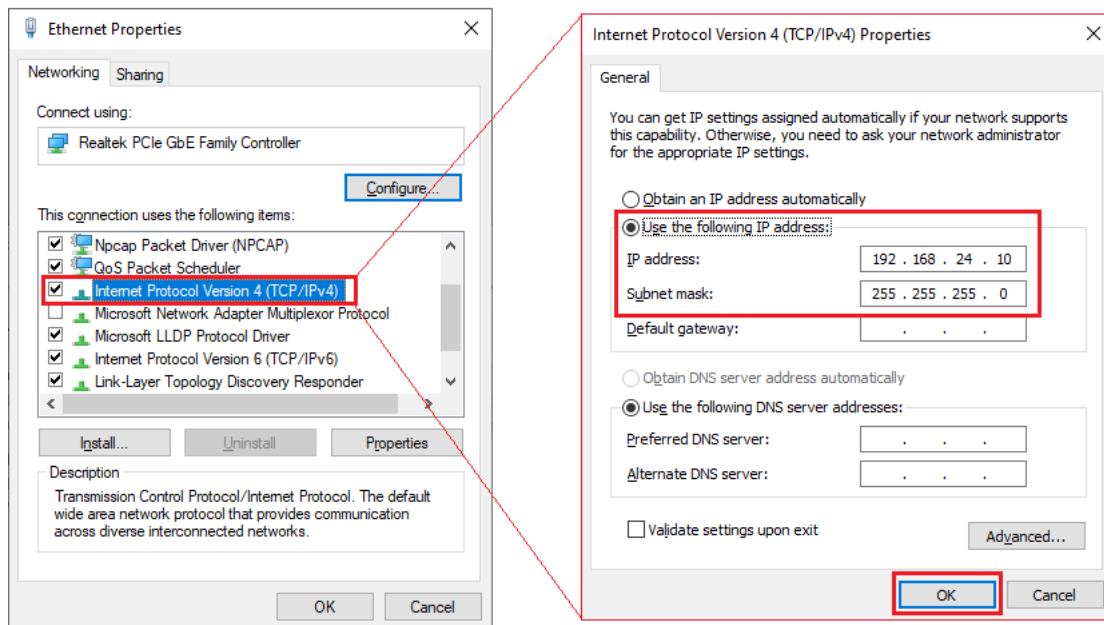 Ethernet Properties
Networking
Sharing
Connect using:
Realtek PCIe GbE Family Controller
Configure...
This connection uses the following items:
Npcap Packet Driver (NPCAP)
QoS Packet Scheduler
Internet Protocol Version 4 (TCP/IPv4)
Microsoft Network Adapter Multiplexor Protocol
Microsoft LLDP Protocol Driver
Internet Protocol Version 6 (TCP/IPv6)
Link-Layer Topology Discovery Responder
Install...
Uninstall
Properties
Description
Transmission Control Protocol/Internet Protocol. The default
wide area network protocol that provides communication
across diverse interconnected networks.
OK
Cancel
Internet Protocol Version 4 (TCP/IPv4) Properties
General
You can get IP settings assigned automatically if your network supports
this capability. Otherwise, you need to ask your network administrator
for the appropriate IP settings.
Obtain an IP address automatically
Use the following IP address:
IP address:
192 . 168 . 24 . 10
Subnet mask:
255 . 255 . 255 . 0
Default gateway:
. . .
Obtain DNS server address automatically
Use the following DNS server addresses:
Preferred DNS server:
. . .
Alternate DNS server:
. . .
Validate settings upon exit
Advanced...
OK
Cancel